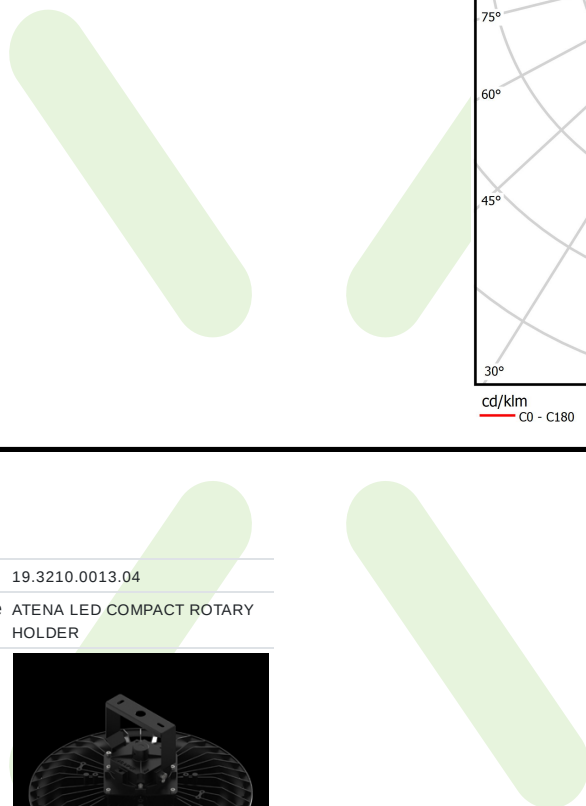 75°
60°
45°
30°
cd/klm
C0 - C180
19.3210.0013.04
ATENA LED COMPACT ROTARY
HOLDER